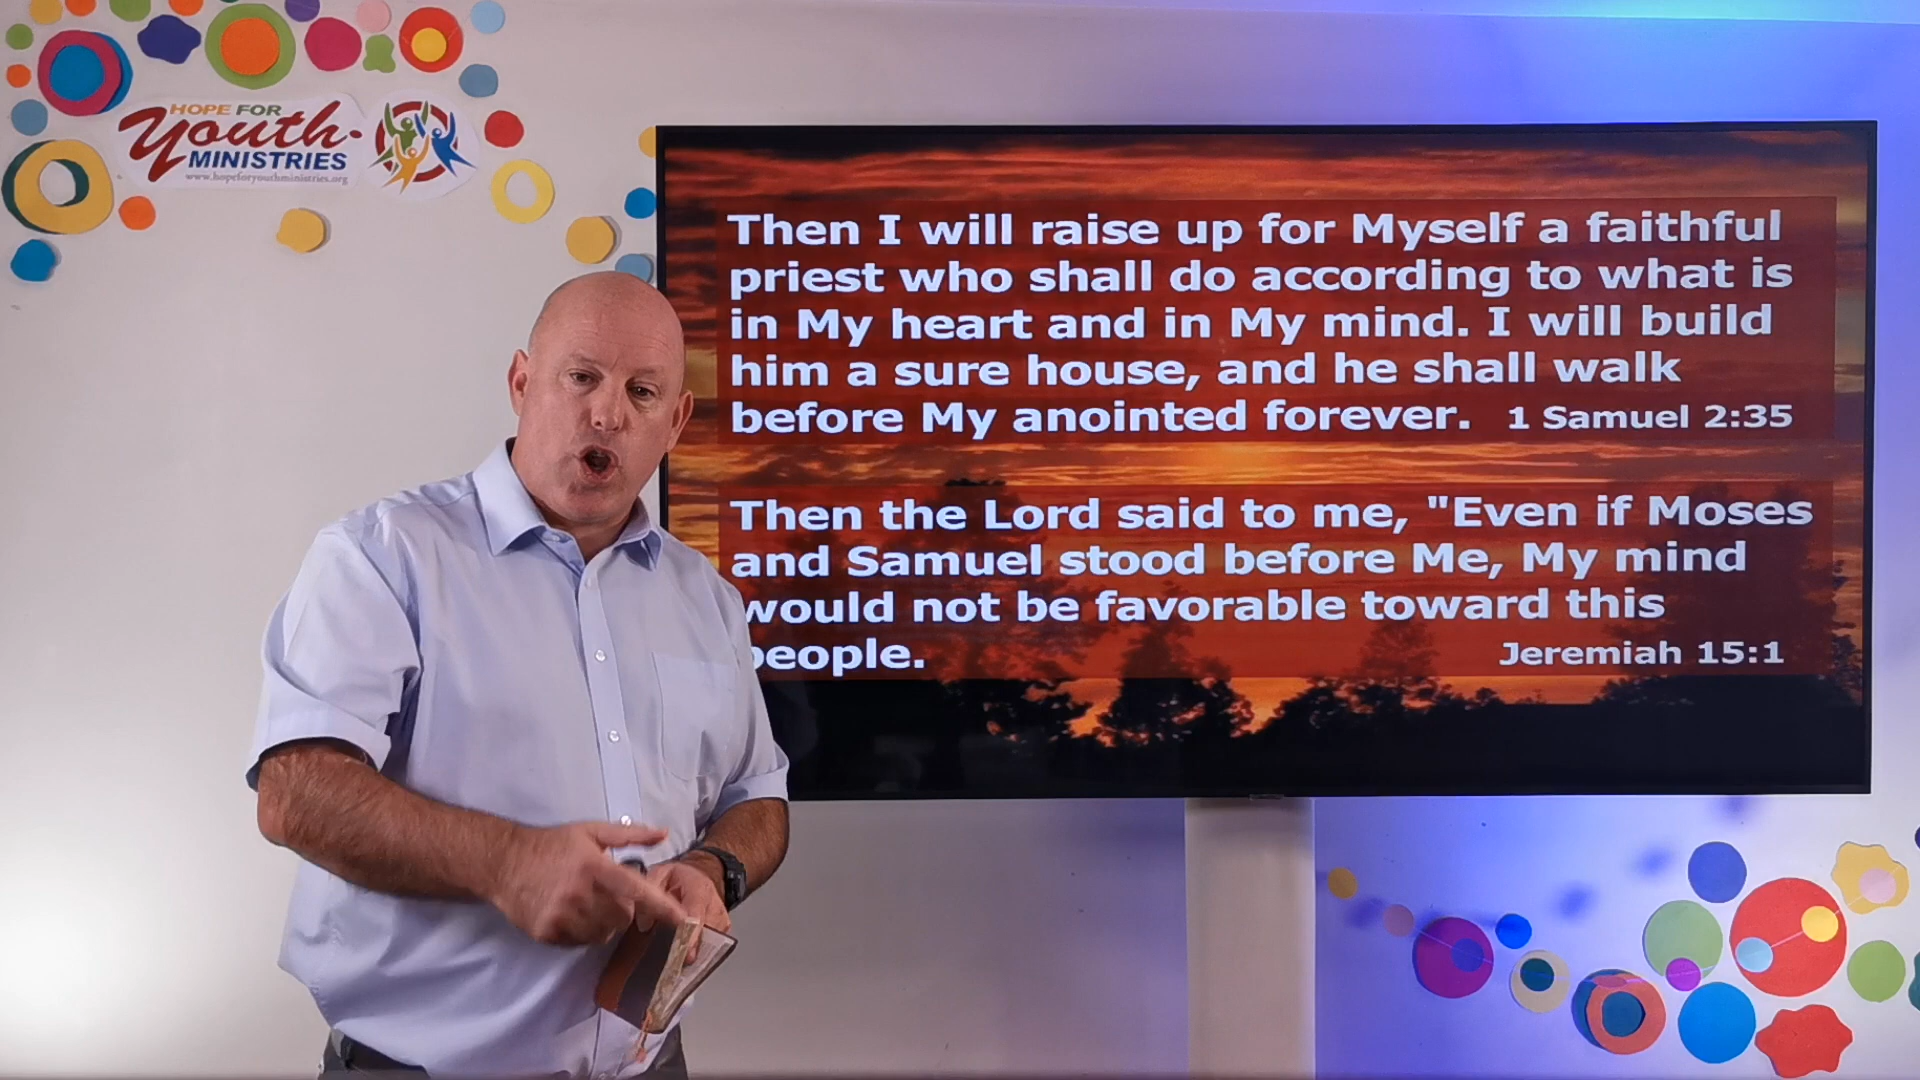 HOPE FOR
Youth
MINISTRIES
www.hopeforyouthministries.org
Then I will raise up for Myself a faithful
priest who shall do according to what is
in My heart and in My mind. I will build
him a sure house, and he shall walk
before My anointed forever. 1 Samuel 2:35
Then the Lord said to me, "Even if Moses
and Samuel stood before Me, My mind
would not be favorable toward this
people. Jeremiah 15:1